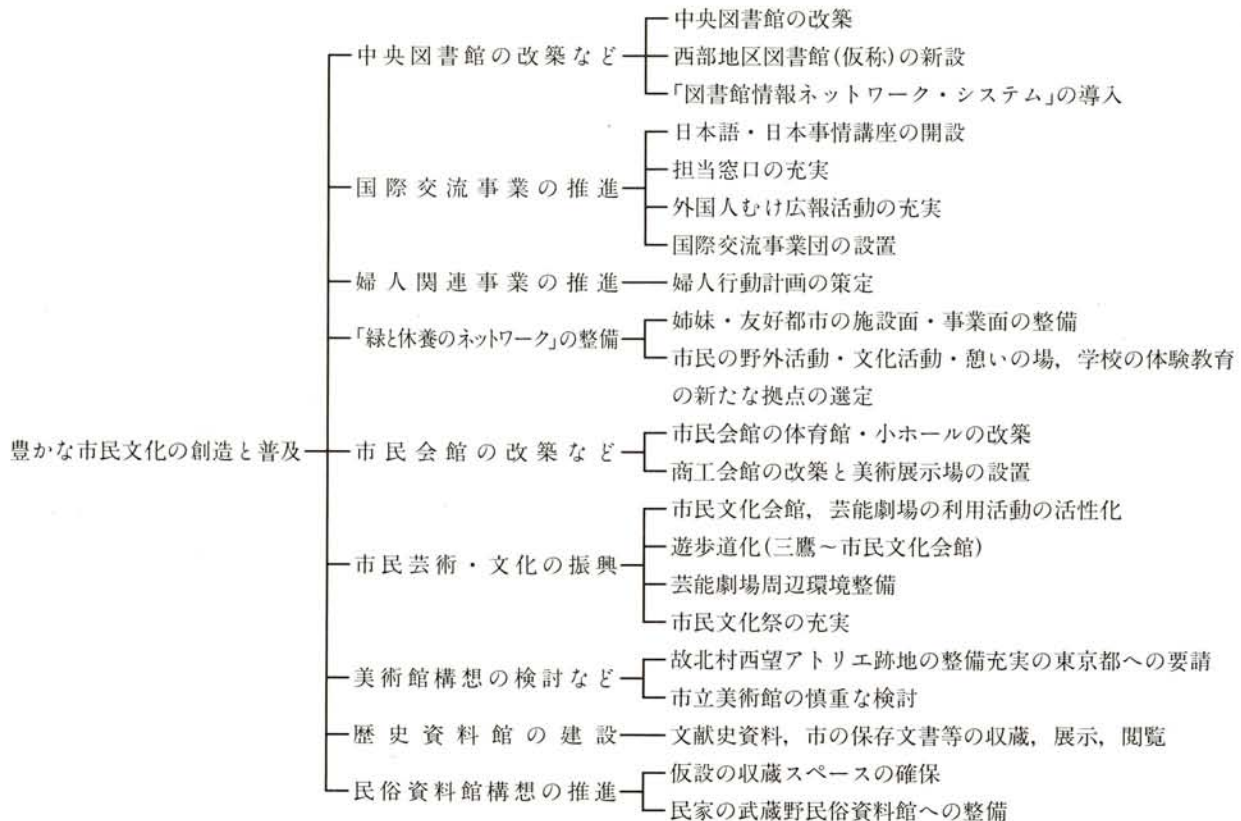 豊かな市民文化の創造と普及
中央図書館の改築など
中央図書館の改築
西部地区図書館(仮称)の新設
「図書館情報ネットワーク・システム」の導入
国際交流事業の推進
日本語・日本事情講座の開設
担当窓口の充実
外国人むけ広報活動の充実
国際交流事業団の設置
婦人関連事業の推進
婦人行動計画の策定
「緑と休養のネットワーク」の整備
姉妹・友好都市の施設面・事業面の整備
市民の野外活動・文化活動・憩いの場，学校の体験教育
の新たな拠点の選定
市民会館の改築など
市民会館の体育館・小ホールの改築
商工会館の改築と美術展示場の設置
市民芸術・文化の振興
市民文化会館，芸能劇場の利用活動の活性化
遊歩道化(三鷹～市民文化会館)
芸能劇場周辺環境整備
市民文化祭の充実
美術館構想の検討など
故北村西望アトリエ跡地の整備充実の東京都への要請
市立美術館の慎重な検討
歴史資料館の建設
文献史資料，市の保存文書等の収蔵，展示，閲覧
民俗資料館構想の推進
仮設の収蔵スペースの確保
民家の武蔵野民俗資料館への整備